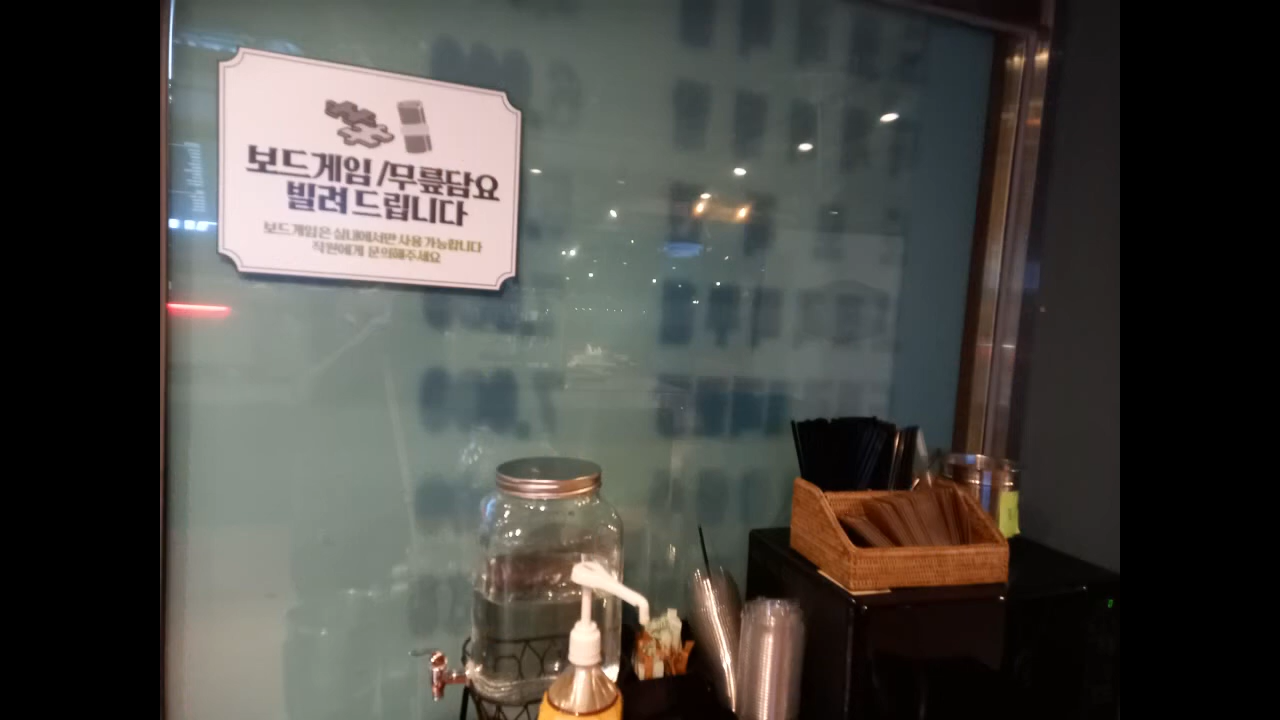 보드게임/무릎담요
빌려드립니다
보드게임은 실내에서만 사용 가능합니다
직원에게 문의해주세요